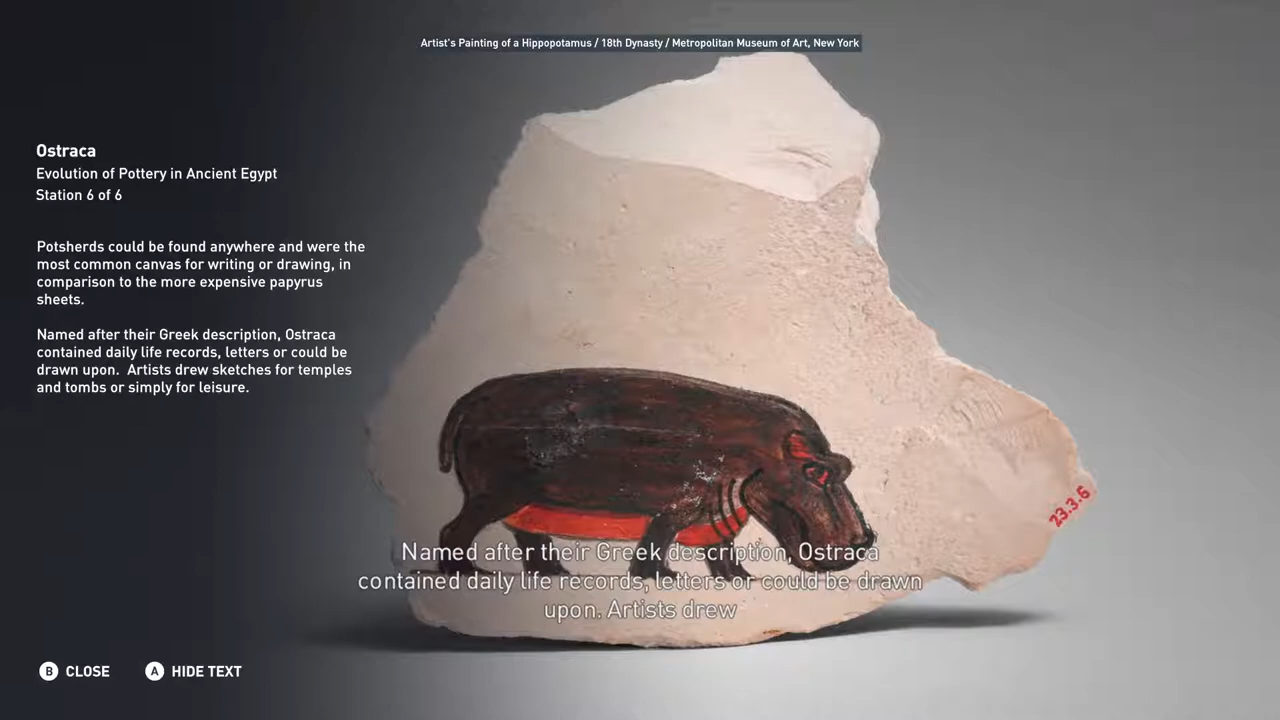 Artist's Painting of a Hippopotamus / 18th Dynasty / Metropolitan Museum of Art, New York
Ostraca
Evolution of Pottery in Ancient Egypt
Station 6 of 6
Potsherds could be found anywhere and were the
most common canvas for writing or drawing, in
comparison to the more expensive papyrus
sheets.
Named after their Greek description, Ostraca
contained daily life records, letters or could be
drawn upon.  Artists drew sketches for temples
and tombs or simply for leisure.
23.3.6
Named after their Greek description, Ostraca
contained daily life records, letters or could be drawn
upon. Artists drew
B CLOSE
A HIDE TEXT